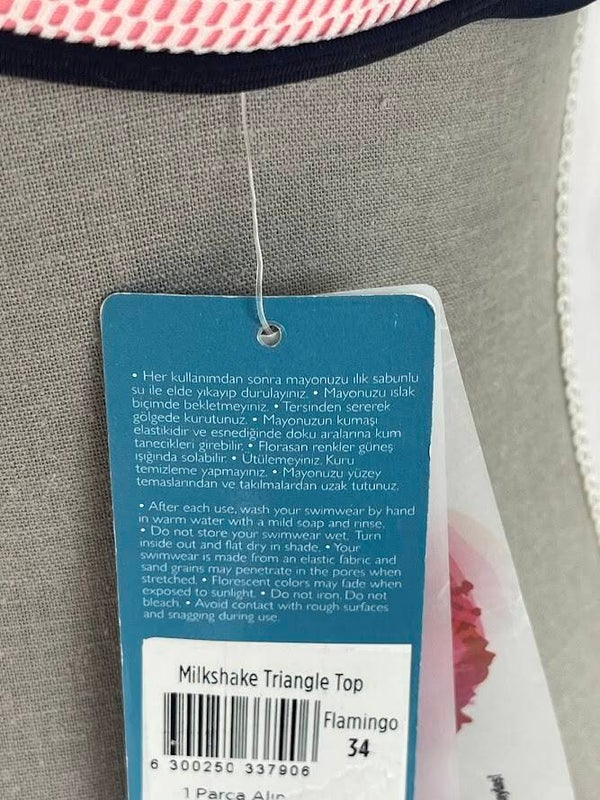 • Her kullanımdan sonra mayonuzu ılık sabunlu
su ile elde yıkayıp durulayınız. • Mayonuzu ıslak
biçimde bekletmeyiniz. • Tersinden sererek
gölgede kurutunuz. • Mayonuzun kumaşı
elastikidir ve esnediğinde doku aralarına kum
tanecikleri girebilir. • Florasan renkler güneş
ışığında solabilir. • Ütülemeyiniz. Kuru
temizleme yapmayınız. • Mayonuzu yüzey
temaslarından ve takılmalardan uzak tutunuz.
• After each use, wash your swimwear by hand
in warm water with a mild soap and rinse.
• Do not store your swimwear wet. Turn
inside out and flat dry in shade. • Your
swimwear is made from an elastic fabric and
sand grains may penetrate in the pores when
stretched. • Florescent colors may fade when
exposed to sunlight. • Do not iron. Do not
bleach. • Avoid contact with rough surfaces
and snagging during use.
Milkshake Triangle Top
Flamingo
34
6 300250 337906
1 Parça Alin